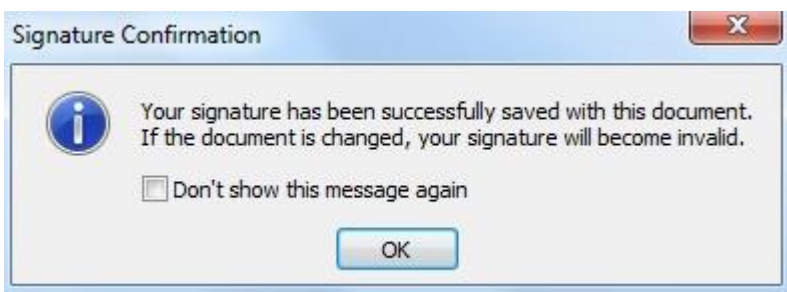 Signature Confirmation
Your signature has been successfully saved with this document.
If the document is changed, your signature will become invalid.
Don't show this message again
OK